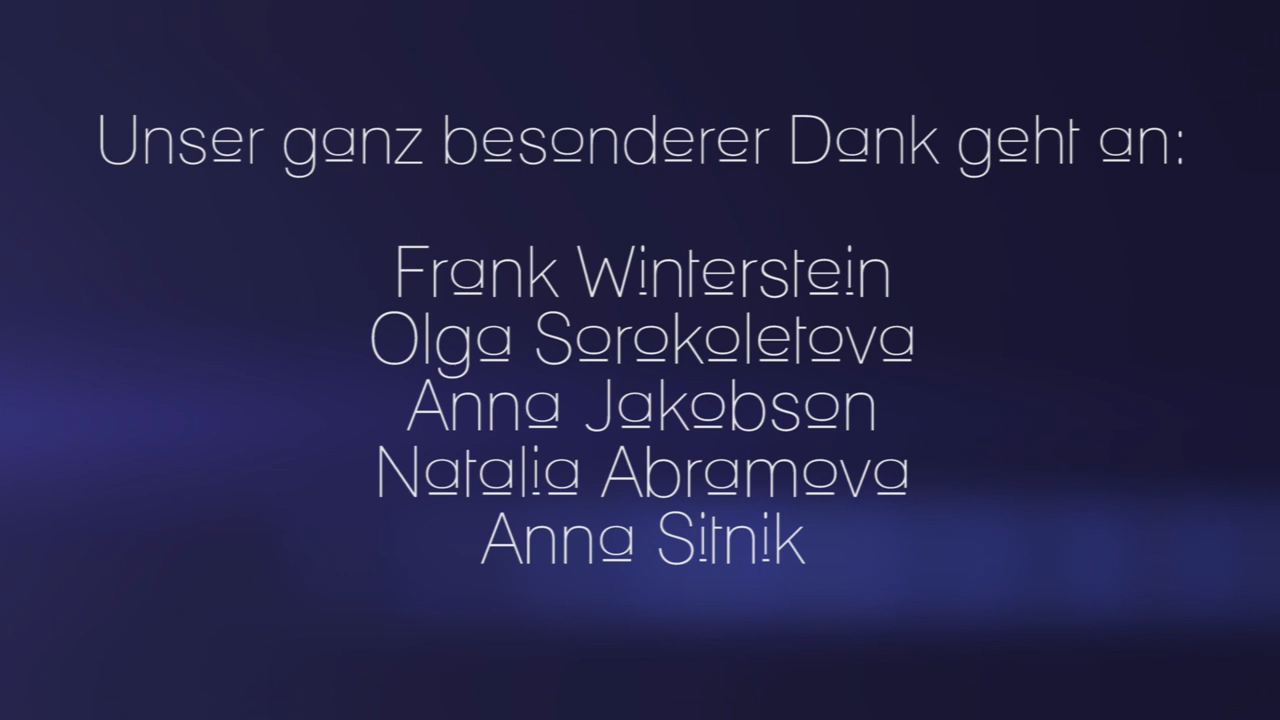 Unser ganz besonderer Dank geht an:
Frank Winterstein
Olga Sorokoletova
Anna Jakobson
Natalia Abramova
Anna Sitnik